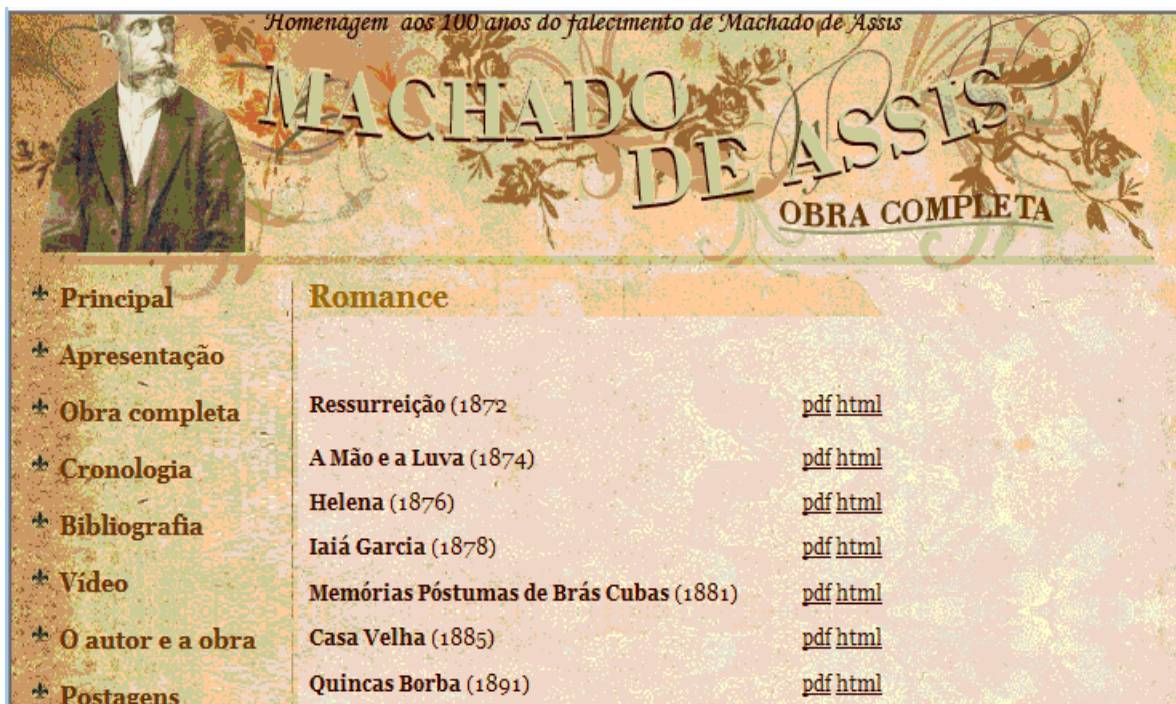 Homenagem aos 100 anos do falecimento de Machado de Assis
MACHADO
DE ASSIS
OBRA COMPLETA
Principal
Apresentação
Obra completa
Cronologia
Bibliografia
Vídeo
O autor e a obra
Postagens
Romance
Ressurreição (1872 pdf html
A Mão e a Luva (1874) pdf html
Helena (1876) pdf html
Iaiá Garcia (1878) pdf html
Memórias Póstumas de Brás Cubas (1881) pdf html
Casa Velha (1885) pdf html
Quincas Borba (1891) pdf html